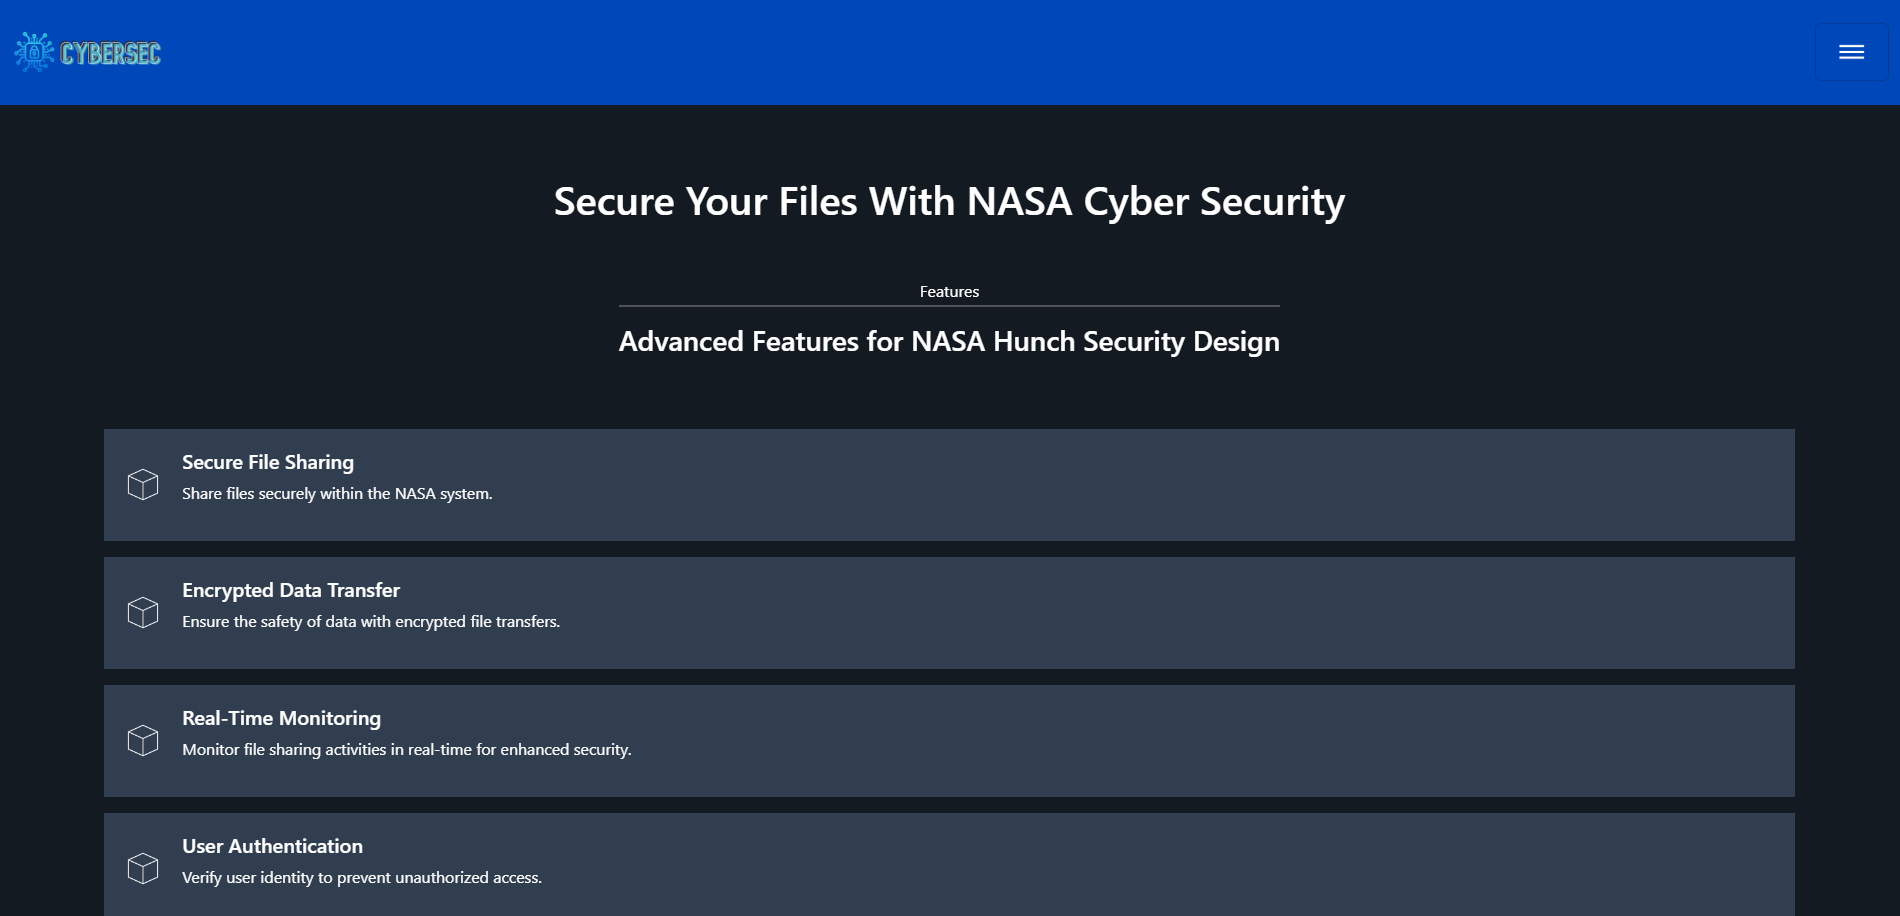 CYBERSEC
Secure Your Files With NASA Cyber Security
Features
Advanced Features for NASA Hunch Security Design
Secure File Sharing
Share files securely within the NASA system.
Encrypted Data Transfer
Ensure the safety of data with encrypted file transfers.
Real-Time Monitoring
Monitor file sharing activities in real-time for enhanced security.
User Authentication
Verify user identity to prevent unauthorized access.